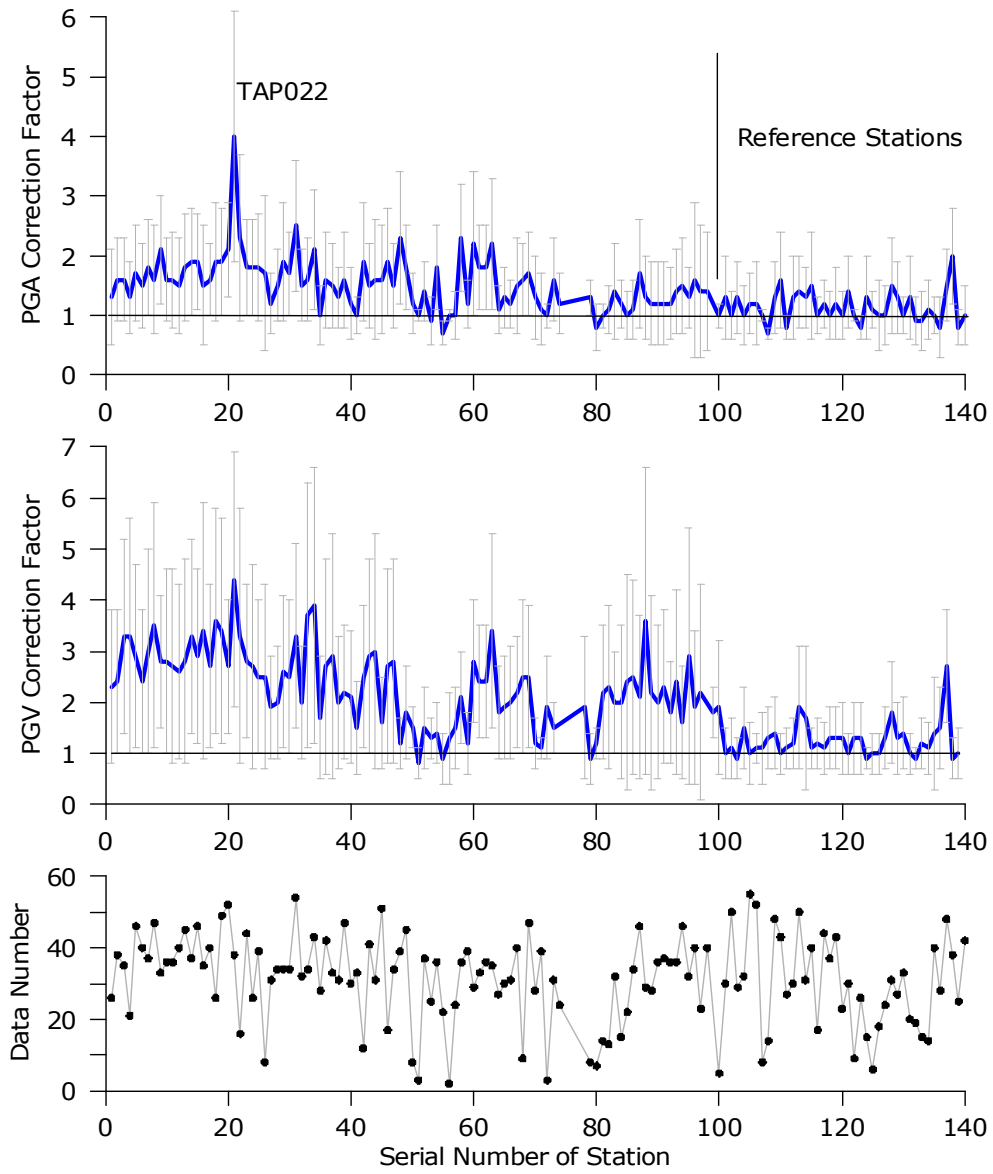 6
5
4
3
2
1
0
PGA Correction Factor
TAP022
Reference Stations
0 20 40 60 80 100 120 140
7
6
5
4
3
2
1
0
PGV Correction Factor
0 20 40 60 80 100 120 140
60
40
20
0
Data Number
0 20 40 60 80 100 120 140
Serial Number of Station